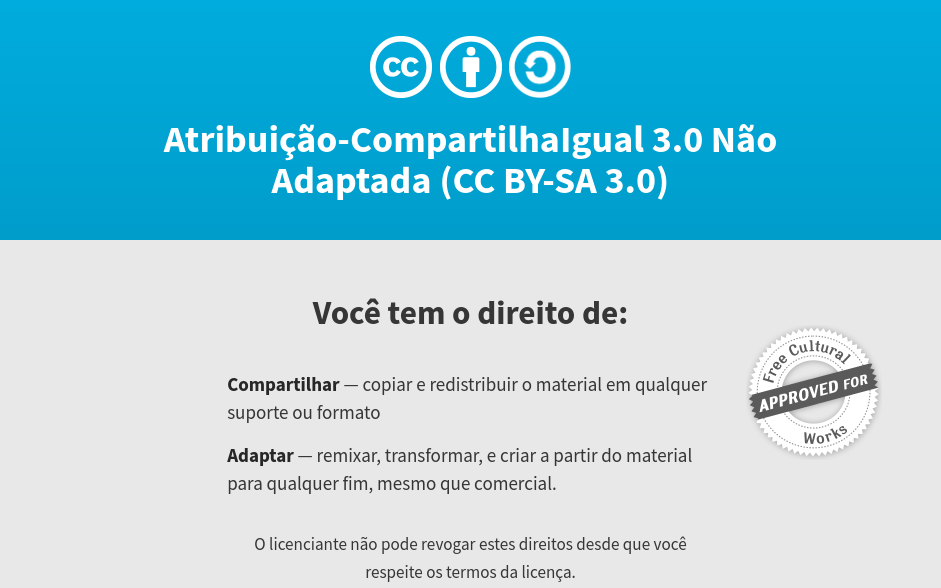 cc
Atribuição-CompartilhaIgual 3.0 Não
Adaptada (CC BY-SA 3.0)
Você tem o direito de:
Compartilhar — copiar e redistribuir o material em qualquer
suporte ou formato
Free Cultural
APPROVED FOR
Works
Adaptar — remixar, transformar, e criar a partir do material
para qualquer fim, mesmo que comercial.
O licenciante não pode revogar estes direitos desde que você
respeite os termos da licença.